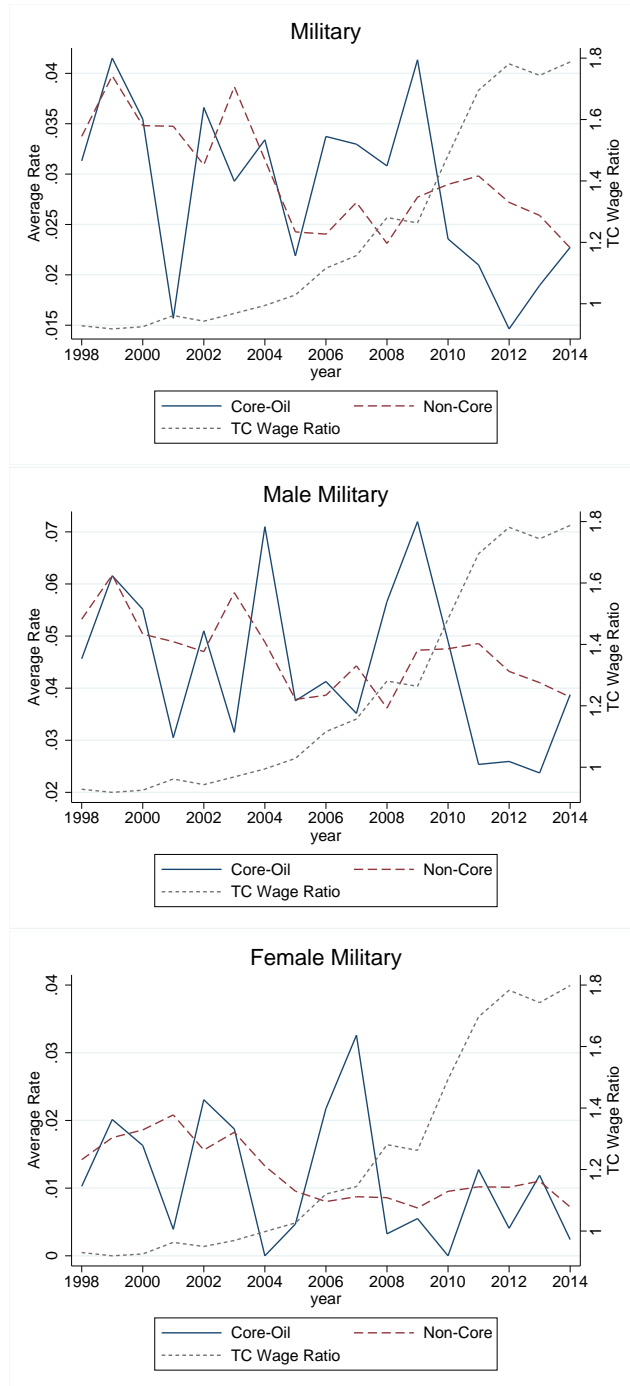 Military
Average Rate
.015 .02 .025 .03 .035 .04
1 1.2 1.4 1.6 1.8
TC Wage Ratio
1998 2000 2002 2004 2006 2008 2010 2012 2014
year
Core-Oil Non-Core
TC Wage Ratio
Male Military
Average Rate
.02 .03 .04 .05 .06 .07
1 1.2 1.4 1.6 1.8
TC Wage Ratio
1998 2000 2002 2004 2006 2008 2010 2012 2014
year
Core-Oil Non-Core
TC Wage Ratio
Female Military
Average Rate
0 .01 .02 .03 .04
1 1.2 1.4 1.6 1.8
TC Wage Ratio
1998 2000 2002 2004 2006 2008 2010 2012 2014
year
Core-Oil Non-Core
TC Wage Ratio